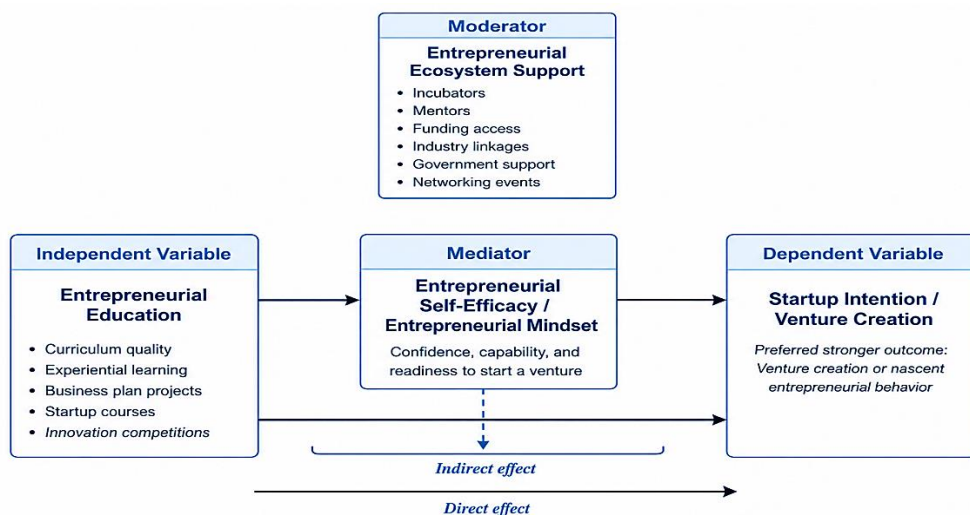 Moderator
Entrepreneurial
Ecosystem Support
• Incubators
• Mentors
• Funding access
• Industry linkages
• Government support
• Networking events
Independent Variable
Entrepreneurial
Education
• Curriculum quality
• Experiential learning
• Business plan projects
• Startup courses
• Innovation competitions
Mediator
Entrepreneurial
Self-Efficacy /
Entrepreneurial Mindset
Confidence, capability, and
readiness to start a venture
Dependent Variable
Startup Intention /
Venture Creation
Preferred stronger outcome:
Venture creation or nascent
entrepreneurial behavior
Indirect effect
Direct effect